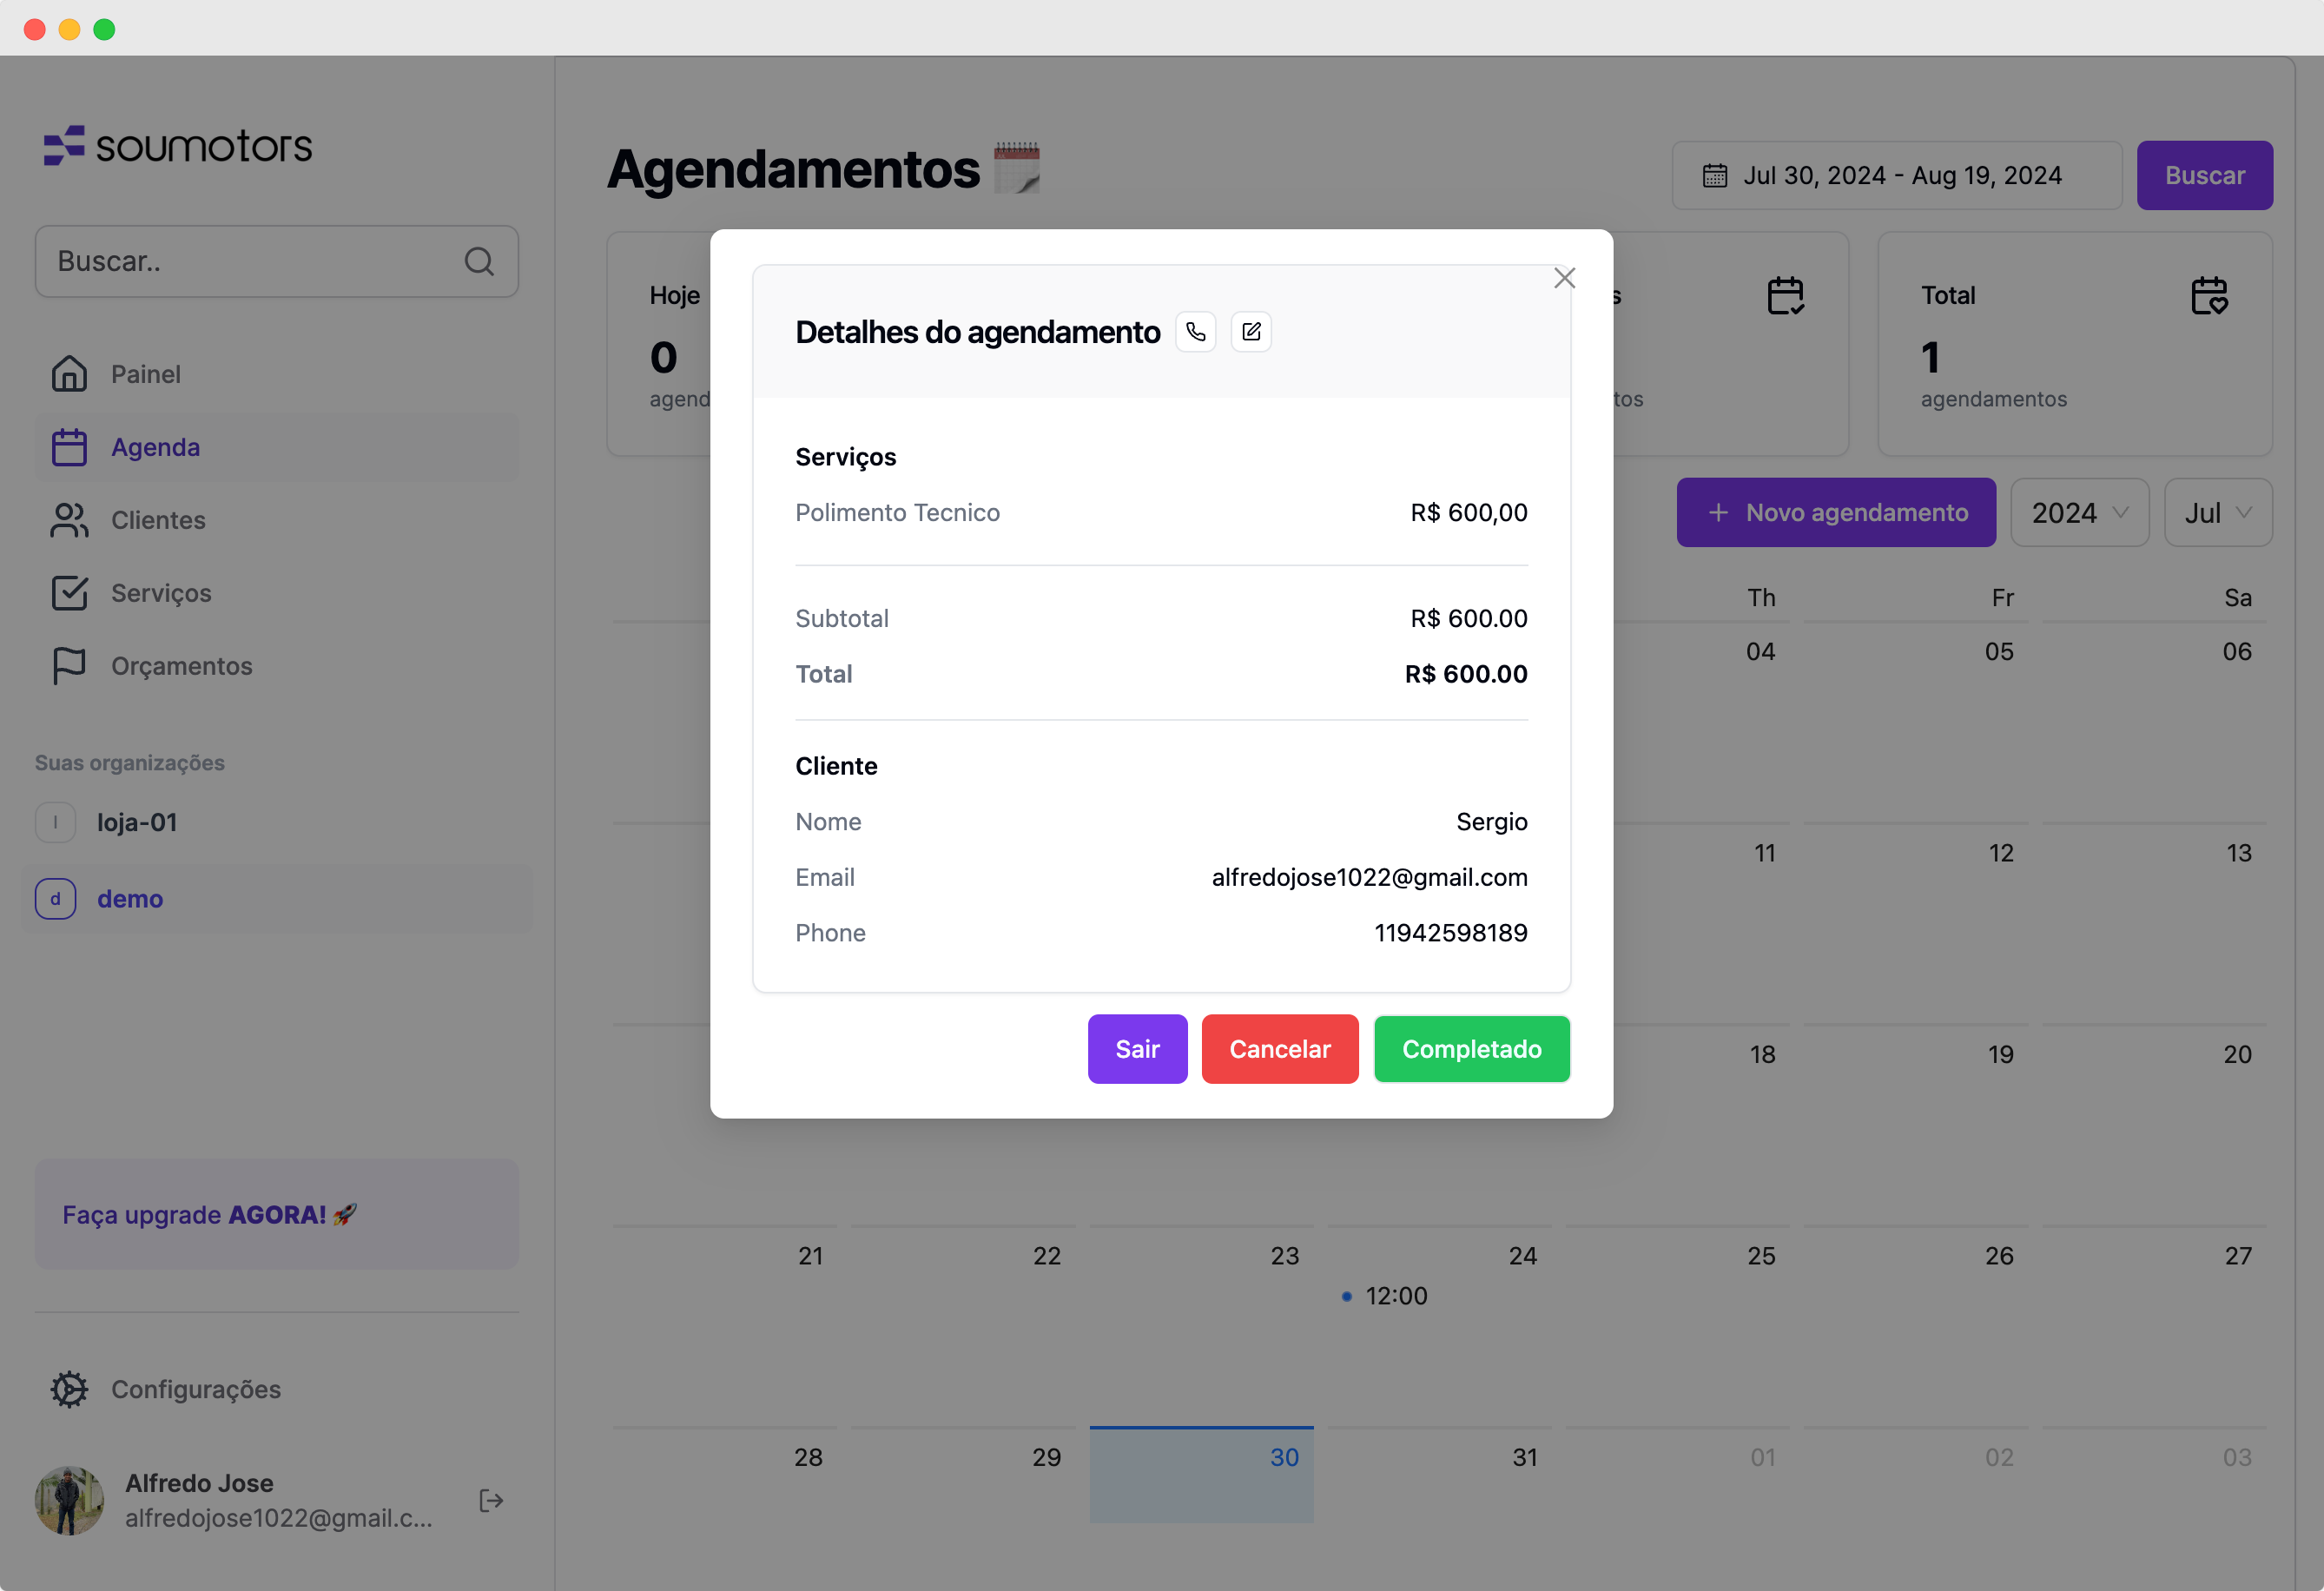 soumotors
Buscar..
Painel
Agenda
Clientes
Serviços
Orçamentos
Suas organizações
l loja-01
d demo
Faça upgrade AGORA! 🚀
Configurações
Alfredo Jose
alfredojose1022@gmail.c...
Agendamentos
Jul 30, 2024 - Aug 19, 2024
Buscar
Hoje
0
agend
s
tos
Total
1
agendamentos
+ Novo agendamento
2024
Jul
Th Fr Sa
04 05 06
11 12 13
18 19 20
21 22 23 24 25 26 27
12:00
28 29 30 31 01 02 03
Detalhes do agendamento
Serviços
Polimento Tecnico R$ 600,00
Subtotal R$ 600.00
Total R$ 600.00
Cliente
Nome Sergio
Email alfredojose1022@gmail.com
Phone 11942598189
Sair Cancelar Completado